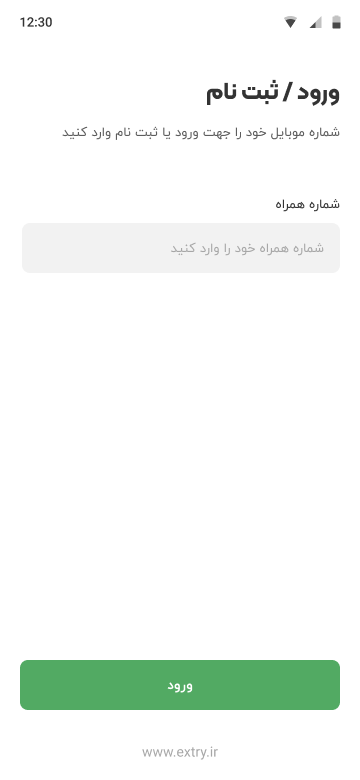 12:30
ورود / ثبت نام
شماره موبایل خود را جهت ورود یا ثبت نام وارد کنید
شماره همراه
شماره همراه خود را وارد کنید
ورود
www.extry.ir